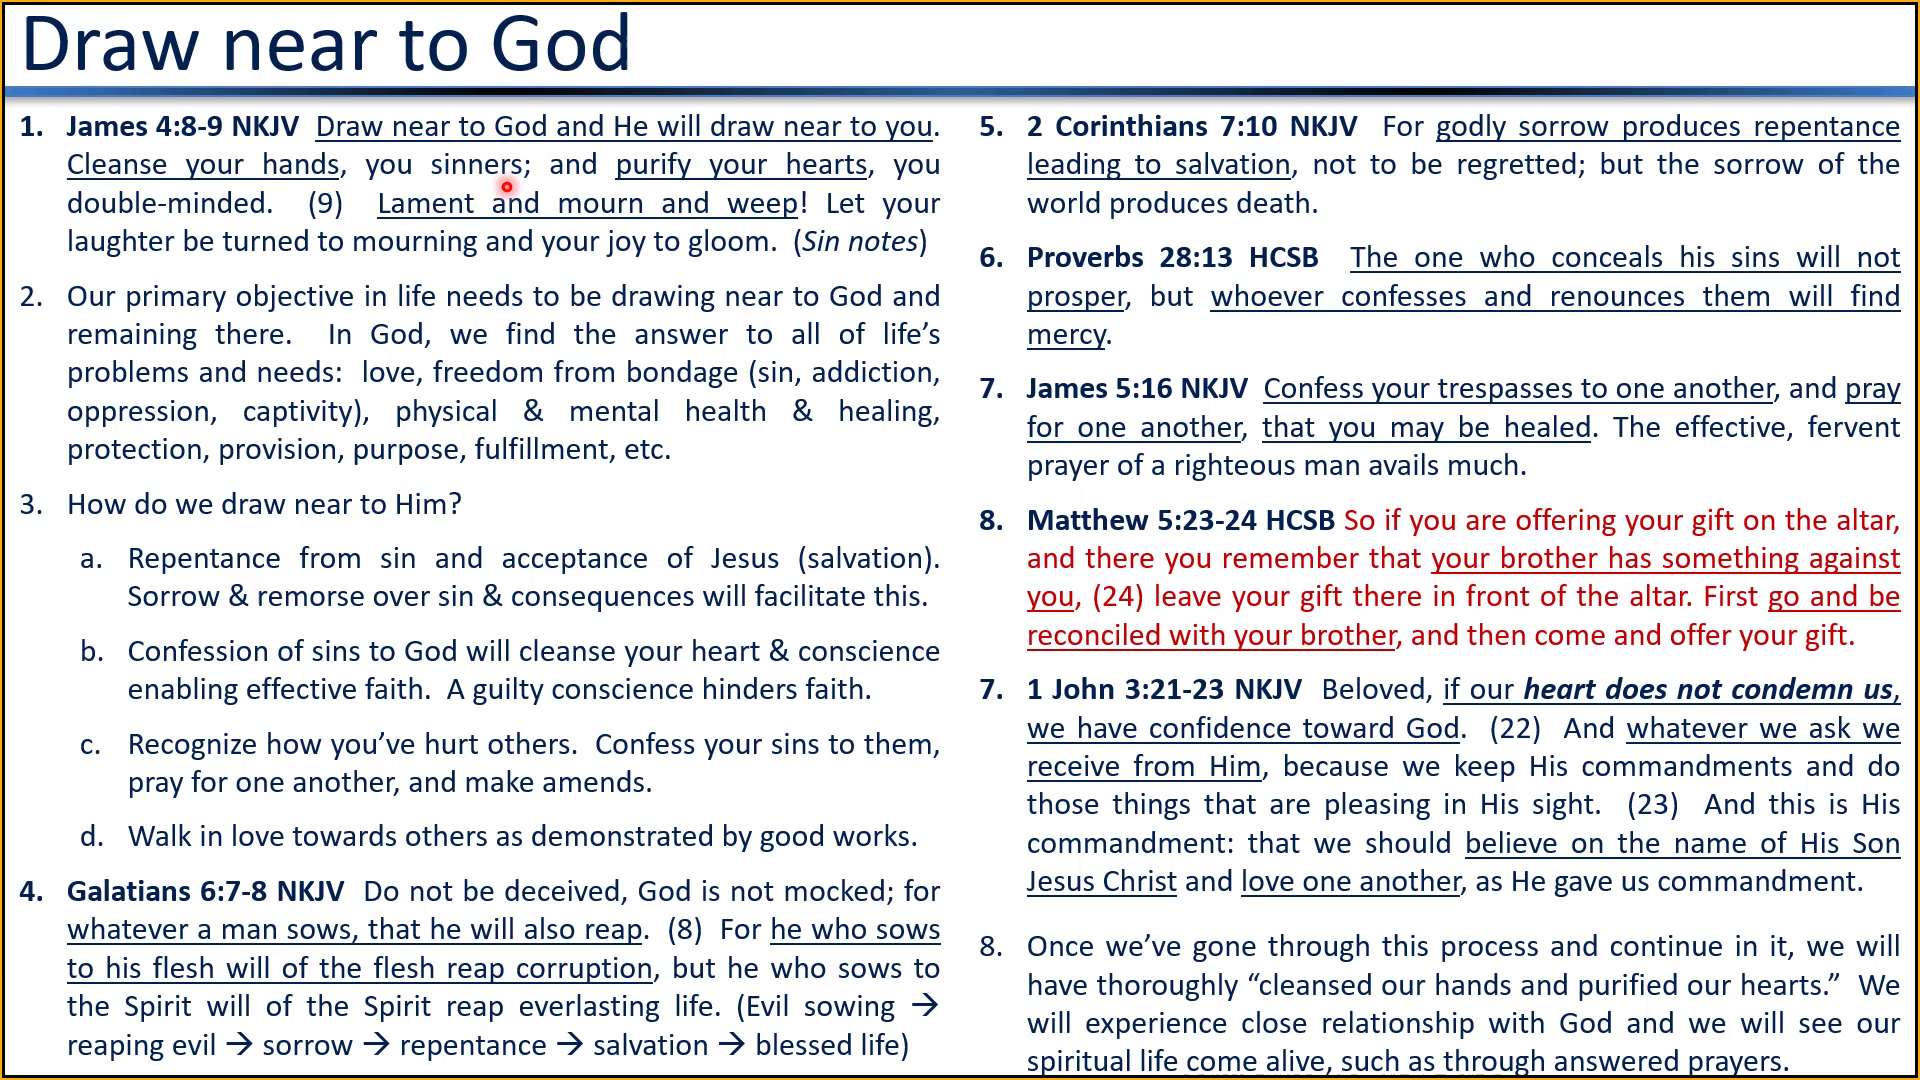 Draw near to God
1. James 4:8-9 NKJV Draw near to God and He will draw near to you.
Cleanse your hands, you sinners; and purify your hearts, you
double-minded. (9) Lament and mourn and weep! Let your
laughter be turned to mourning and your joy to gloom. (Sin notes)
2. Our primary objective in life needs to be drawing near to God and
remaining there. In God, we find the answer to all of life’s
problems and needs: love, freedom from bondage (sin, addiction,
oppression, captivity), physical & mental health & healing,
protection, provision, purpose, fulfillment, etc.
3. How do we draw near to Him?
a. Repentance from sin and acceptance of Jesus (salvation).
Sorrow & remorse over sin & consequences will facilitate this.
b. Confession of sins to God will cleanse your heart & conscience
enabling effective faith. A guilty conscience hinders faith.
c. Recognize how you’ve hurt others. Confess your sins to them,
pray for one another, and make amends.
d. Walk in love towards others as demonstrated by good works.
4. Galatians 6:7-8 NKJV Do not be deceived, God is not mocked; for
whatever a man sows, that he will also reap. (8) For he who sows
to his flesh will of the flesh reap corruption, but he who sows to
the Spirit will of the Spirit reap everlasting life. (Evil sowing →
reaping evil → sorrow → repentance → salvation → blessed life)
5. 2 Corinthians 7:10 NKJV For godly sorrow produces repentance
leading to salvation, not to be regretted; but the sorrow of the
world produces death.
6. Proverbs 28:13 HCSB The one who conceals his sins will not
prosper, but whoever confesses and renounces them will find
mercy.
7. James 5:16 NKJV Confess your trespasses to one another, and pray
for one another, that you may be healed. The effective, fervent
prayer of a righteous man avails much.
8. Matthew 5:23-24 HCSB So if you are offering your gift on the altar,
and there you remember that your brother has something against
you, (24) leave your gift there in front of the altar. First go and be
reconciled with your brother, and then come and offer your gift.
7. 1 John 3:21-23 NKJV Beloved, if our heart does not condemn us,
we have confidence toward God. (22) And whatever we ask we
receive from Him, because we keep His commandments and do
those things that are pleasing in His sight. (23) And this is His
commandment: that we should believe on the name of His Son
Jesus Christ and love one another, as He gave us commandment.
8. Once we’ve gone through this process and continue in it, we will
have thoroughly “cleansed our hands and purified our hearts.” We
will experience close relationship with God and we will see our
spiritual life come alive, such as through answered prayers.